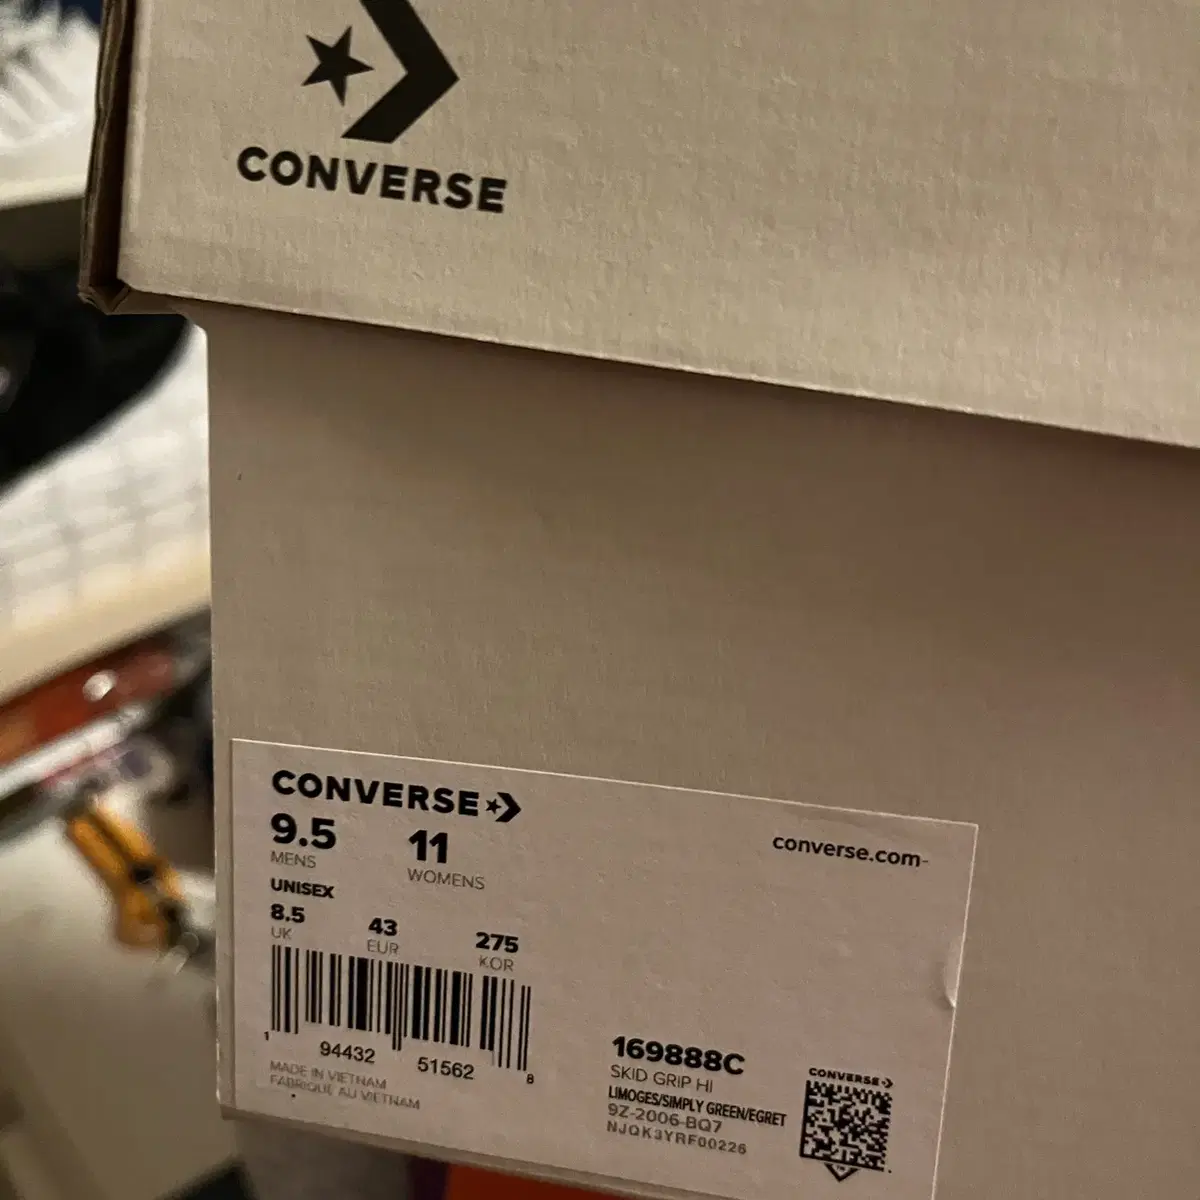 CONVERSE
CONVERSE
converse.com-
9.5 11
MENS WOMENS
UNISEX
8.5 43 275
UK EUR KOR
1 94432 51562 8
MADE IN VIETNAM
FABRIQUE AU VIETNAM
169888C
SKID GRIP HI
LIMOGES/SIMPLY GREEN/EGRET
9Z-2006-BQ7
NJQK3YRF00226
CONVERSE